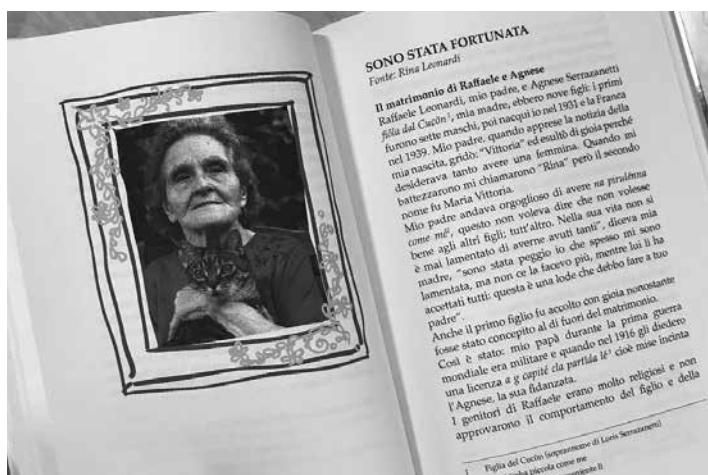 SONO STATA FORTUNATA
Fonte: Rina Leonardi
Il matrimonio di Raffaele e Agnese
Raffaele Leonardi, mio padre, e Agnese Serrazanetti
fiôla dal Cucôn¹, mia madre, ebbero nove figli: i primi
furono sette maschi, poi nacqui io nel 1931 e la Franca
nel 1939. Mio padre, quando apprese la notizia della
mia nascita, gridò: "Vittoria" ed esultò di gioia perché
desiderava tanto avere una femmina. Quando mi
battezzarono mi chiamarono "Rina" però il secondo
nome fu Maria Vittoria.
Mio padre andava orgoglioso di avere na
come mê², questo non voleva dire che non volesse
bene agli altri figli; tutt'altro. Nella sua vita non si
è mai lamentato di averne avuti tanti", diceva mia
madre, "sono stata peggio io che spesso mi sono
lamentata, ma non ce la facevo più, mentre lui li ha
accettati tutti: questa è una lode che debbo fare a tuo
padre".
Anche il primo figlio fu accolto con gioia nonostante
fosse stato concepito al di fuori del matrimonio.
Così è stato: mio papà durante la prima guerra
mondiale era militare e quando nel 1916 gli diedero
una licenza a g capité cla partida lé³ cioè mise incinta
l'Agnese, la sua fidanzata.
I genitori di Raffaele erano molto religiosi e non
approvarono il comportamento del figlio e della
1 Figlia del Cucôn (soprannome di Loris Serrazanetti)
piccola come me